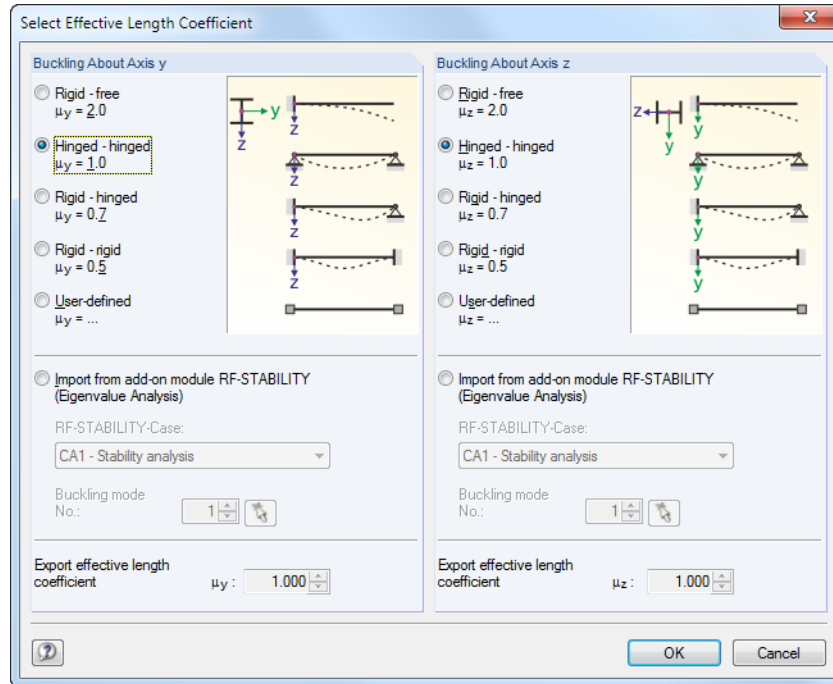 Select Effective Length Coefficient
Buckling About Axis y
Rigid - free
μy = 2.0
Hinged - hinged
μy = 1.0
Rigid - hinged
μy = 0.7
Rigid - rigid
μy = 0.5
User-defined
μy = ...
y
z
z
z
z
z
Import from add-on module RF-STABILITY
(Eigenvalue Analysis)
RF-STABILITY-Case:
CA1 - Stability analysis
Buckling mode
No.:
1
Export effective length
coefficient
μy :
1.000
Buckling About Axis z
Rigid - free
μz = 2.0
Hinged - hinged
μz = 1.0
Rigid - hinged
μz = 0.7
Rigid - rigid
μz = 0.5
User-defined
μz = ...
z
y
y
y
y
y
Import from add-on module RF-STABILITY
(Eigenvalue Analysis)
RF-STABILITY-Case:
CA1 - Stability analysis
Buckling mode
No.:
1
Export effective length
coefficient
μz :
1.000
OK
Cancel